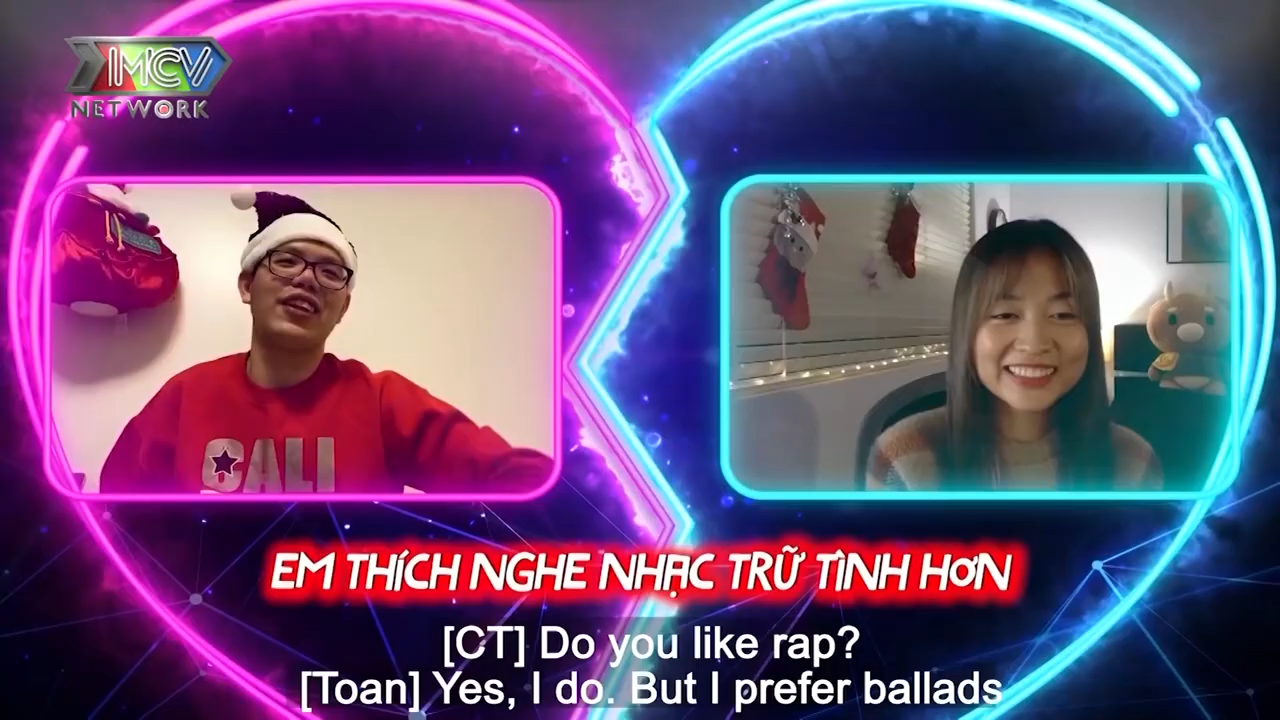 MCV
NETWORK
CALI
EM THÍCH NGHE NHẠC TRỮ TÌNH HƠN
[CT] Do you like rap?
[Toan] Yes, I do. But I prefer ballads